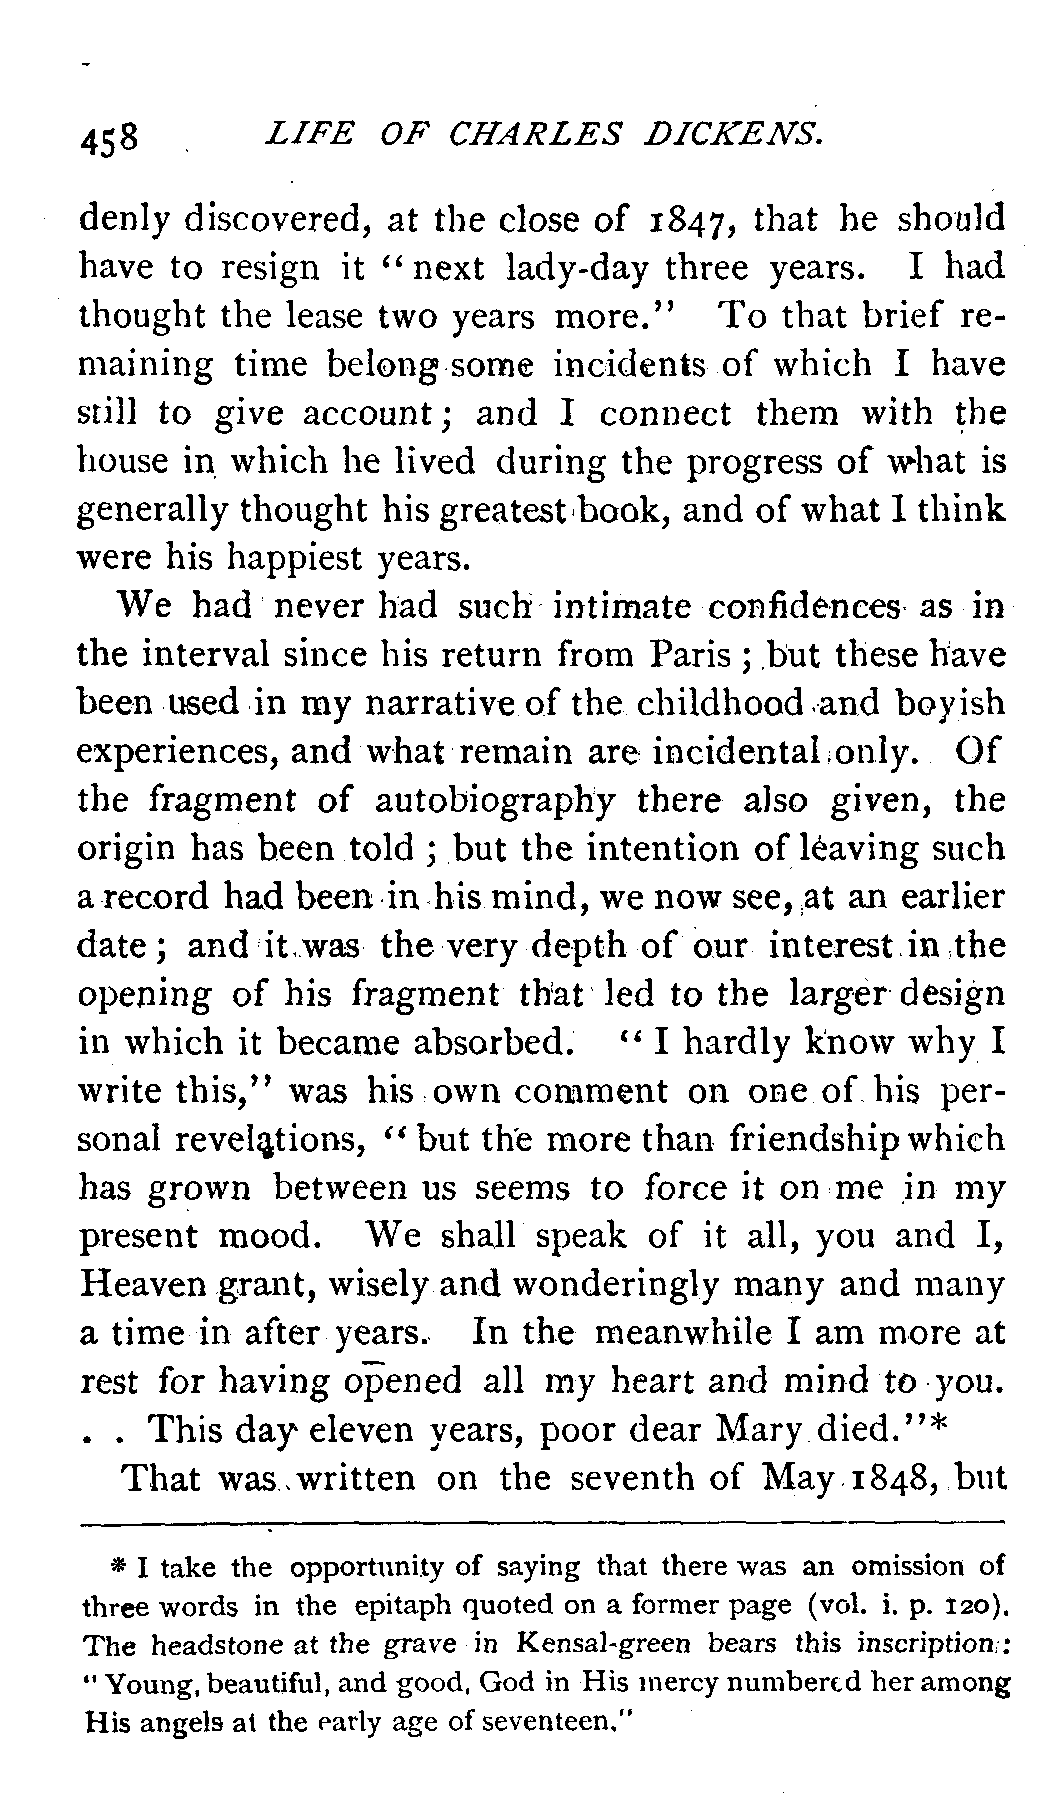 458 LIFE OF CHARLES DICKENS.
denly discovered, at the close of 1847, that he should
have to resign it “ next lady-day three years. I had
thought the lease two years more.” To that brief re-
maining time belong some incidents of which I have
still to give account ; and I connect them with the
house in which he lived during the progress of what is
generally thought his greatest book, and of what I think
were his happiest years.
We had never had such intimate confidences as in
the interval since his return from Paris ; but these have
been used in my narrative of the childhood and boyish
experiences, and what remain are incidental only. Of
the fragment of autobiography there also given, the
origin has been told ; but the intention of leaving such
a record had been in his mind, we now see, at an earlier
date ; and it was the very depth of our interest in the
opening of his fragment that led to the larger design
in which it became absorbed. “ I hardly know why I
write this,” was his own comment on one of his per-
sonal revelations, “ but the more than friendship which
has grown between us seems to force it on me in my
present mood. We shall speak of it all, you and I,
Heaven grant, wisely and wonderingly many and many
a time in after years. In the meanwhile I am more at
rest for having opened all my heart and mind to you.
. . This day eleven years, poor dear Mary died.”*
That was written on the seventh of May 1848, but
* I take the opportunity of saying that there was an omission of
three words in the epitaph quoted on a former page (vol. i. p. 120).
The headstone at the grave in Kensal-green bears this inscription :
“ Young, beautiful, and good, God in His mercy numbered her among
His angels at the early age of seventeen.”